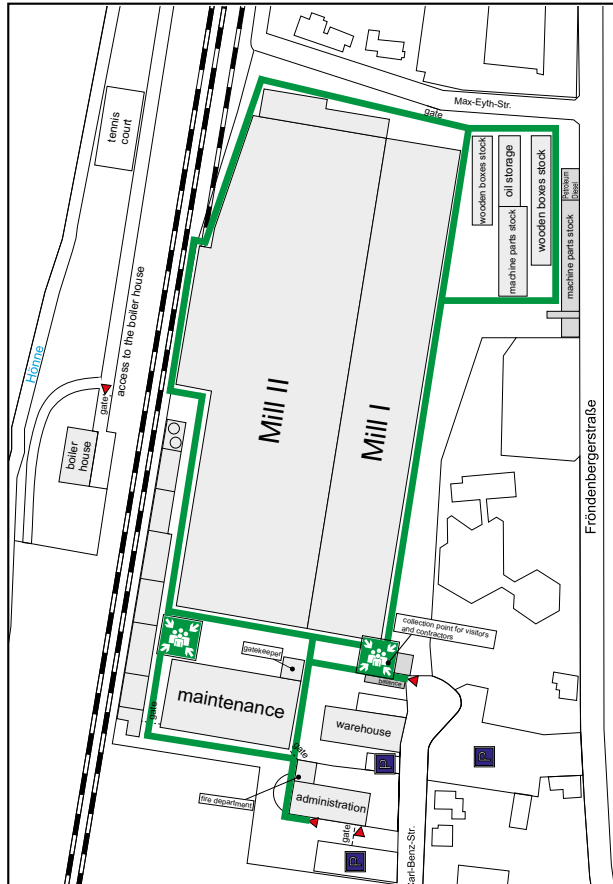 Max-Eyth-Str.
gate
tennis
court
wooden boxes stock
oil storage
machine parts stock
wooden boxes stock
Petroleum
Diesel
machine parts stock
Hönne
access to the boiler house
gate
boiler
house
Mill II
Mill I
Fröndenbergerstraße
collection point for visitors
and contractors
gatekeeper
balance
maintenance
gate
warehouse
gate
P
P
fire department
administration
gate
P
Carl-Benz-Str.